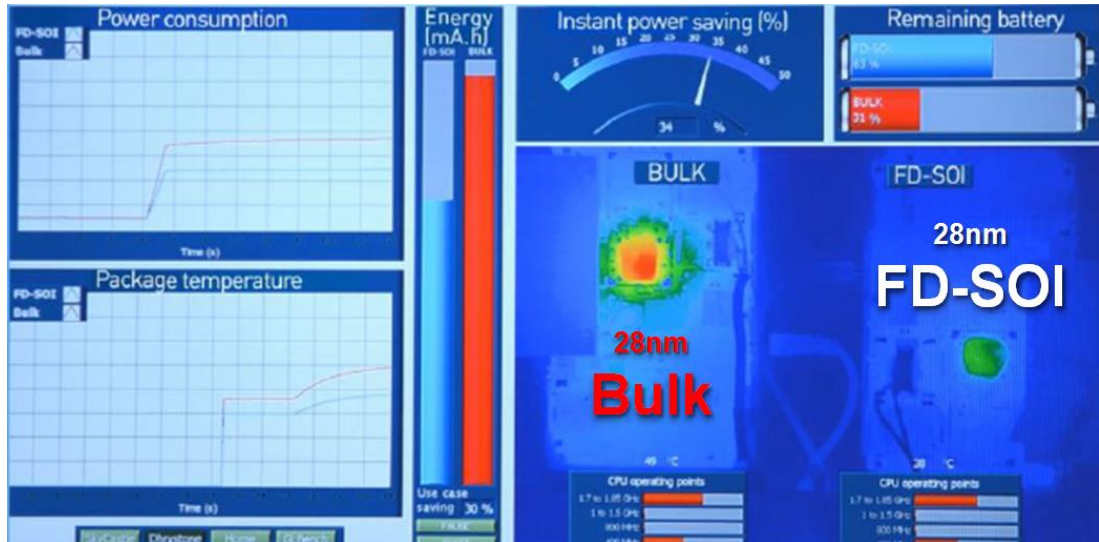 Power consumption
FD-SOI
Bulk
Time (s)
Package temperature
FD-SOI
Bulk
Time (s)
SkyCastle Dhrystone Home Gl Bench
Energy
(mA.h)
FD-SOI BULK
Use case
saving 30 %
PAUSE
Instant power saving (%)
0 5 10 15 20 25 30 35 40 45 50
34 %
Remaining battery
FD-SOI
63 %
BULK
31 %
BULK
28nm
Bulk
49 °C
CPU operating points
1.7 to 1.85 GHz
1 to 1.5 GHz
800 MHz
FD-SOI
28nm
FD-SOI
°C
CPU operating points
1.7 to 1.85 GHz
1 to 1.5 GHz
800 MHz